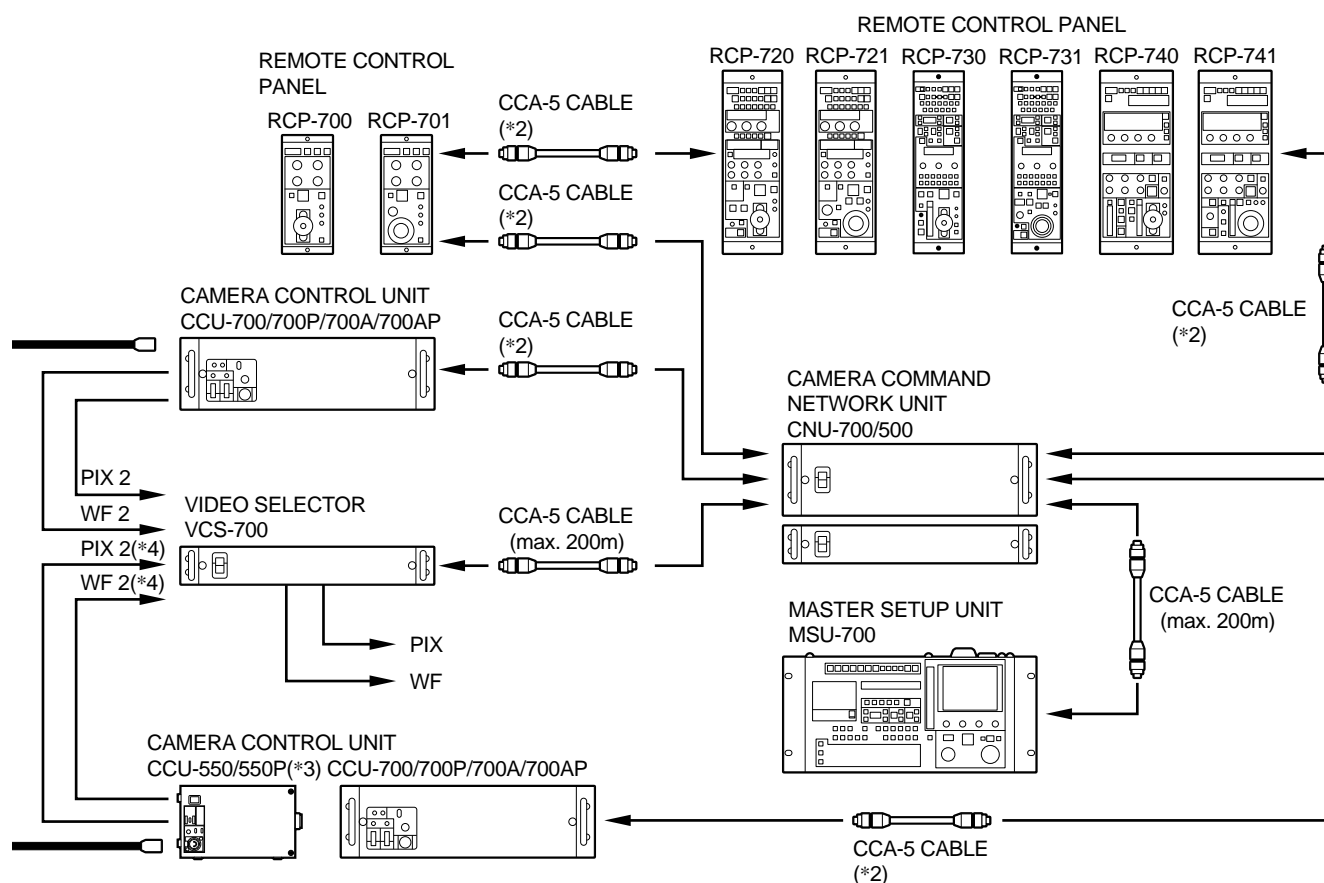 REMOTE CONTROL PANEL
RCP-720 RCP-721 RCP-730 RCP-731 RCP-740 RCP-741
REMOTE CONTROL
PANEL
RCP-700 RCP-701
CCA-5 CABLE
(*2)
CCA-5 CABLE
(*2)
CAMERA CONTROL UNIT
CCU-700/700P/700A/700AP
CCA-5 CABLE
(*2)
CCA-5 CABLE
(*2)
CAMERA COMMAND
NETWORK UNIT
CNU-700/500
PIX 2
WF 2
PIX 2(*4)
WF 2(*4)
VIDEO SELECTOR
VCS-700
CCA-5 CABLE
(max. 200m)
PIX
WF
MASTER SETUP UNIT
MSU-700
CCA-5 CABLE
(max. 200m)
CAMERA CONTROL UNIT
CCU-550/550P(*3) CCU-700/700P/700A/700AP
CCA-5 CABLE
(*2)